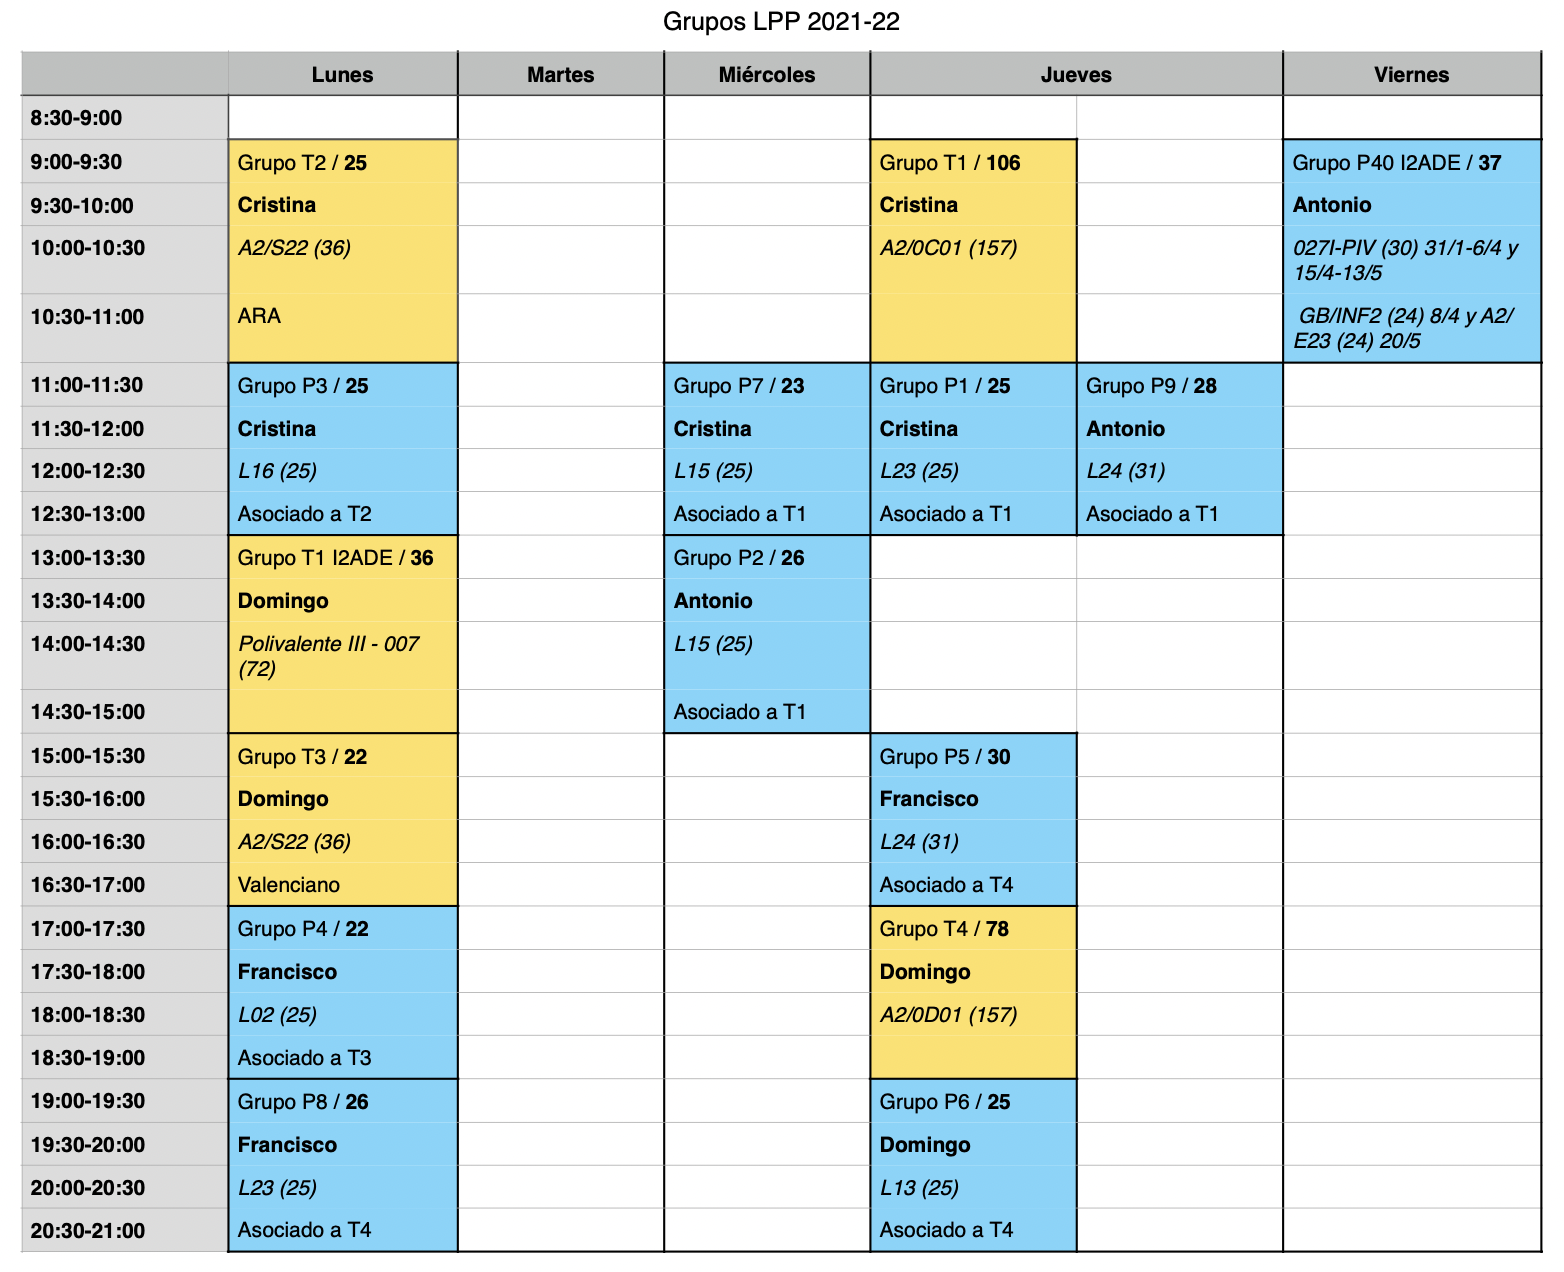 Grupos LPP 2021-22
Lunes Martes Miércoles Jueves Viernes
8:30-9:00
9:00-9:30 Grupo T2 / 25 Grupo T1 / 106 Grupo P40 I2ADE / 37
9:30-10:00 Cristina Cristina Antonio
10:00-10:30 A2/S22 (36) A2/0C01 (157) 027I-PIV (30) 31/1-6/4 y
15/4-13/5
10:30-11:00 ARA GB/INF2 (24) 8/4 y A2/
E23 (24) 20/5
11:00-11:30 Grupo P3 / 25 Grupo P7 / 23 Grupo P1 / 25 Grupo P9 / 28
11:30-12:00 Cristina Cristina Cristina Antonio
12:00-12:30 L16 (25) L15 (25) L23 (25) L24 (31)
12:30-13:00 Asociado a T2 Asociado a T1 Asociado a T1 Asociado a T1
13:00-13:30 Grupo T1 I2ADE / 36 Grupo P2 / 26
13:30-14:00 Domingo Antonio
14:00-14:30 Polivalente III - 007 L15 (25)
(72)
14:30-15:00 Asociado a T1
15:00-15:30 Grupo T3 / 22 Grupo P5 / 30
15:30-16:00 Domingo Francisco
16:00-16:30 A2/S22 (36) L24 (31)
16:30-17:00 Valenciano Asociado a T4
17:00-17:30 Grupo P4 / 22 Grupo T4 / 78
17:30-18:00 Francisco Domingo
18:00-18:30 L02 (25) A2/0D01 (157)
18:30-19:00 Asociado a T3
19:00-19:30 Grupo P8 / 26 Grupo P6 / 25
19:30-20:00 Francisco Domingo
20:00-20:30 L23 (25) L13 (25)
20:30-21:00 Asociado a T4 Asociado a T4